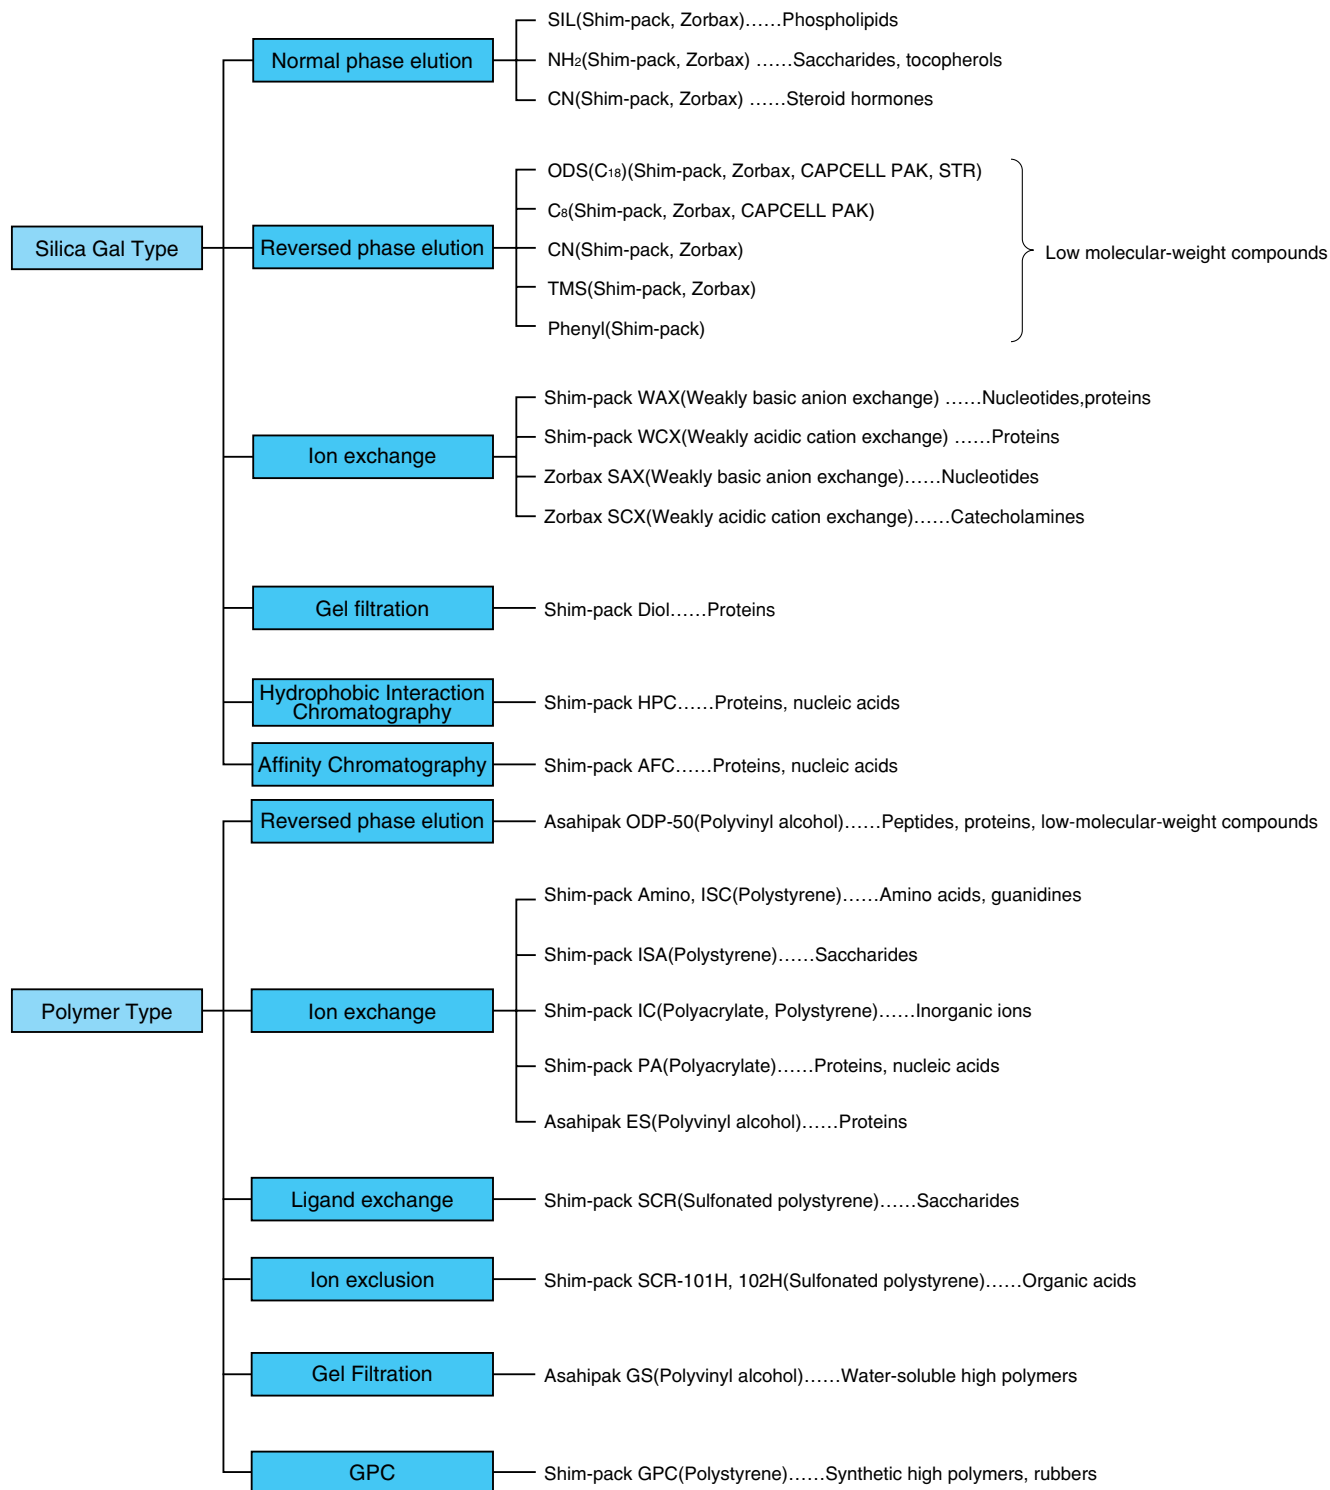 SIL(Shim-pack, Zorbax)……Phospholipids
Normal phase elution
NH₂(Shim-pack, Zorbax) ……Saccharides, tocopherols
CN(Shim-pack, Zorbax) ……Steroid hormones
ODS(C₁₈)(Shim-pack, Zorbax, CAPCELL PAK, STR)
C₈(Shim-pack, Zorbax, CAPCELL PAK)
Silica Gal Type
Reversed phase elution
CN(Shim-pack, Zorbax)
Low molecular-weight compounds
TMS(Shim-pack, Zorbax)
Phenyl(Shim-pack)
Shim-pack WAX(Weakly basic anion exchange) ……Nucleotides,proteins
Shim-pack WCX(Weakly acidic cation exchange) ……Proteins
Ion exchange
Zorbax SAX(Weakly basic anion exchange)……Nucleotides
Zorbax SCX(Weakly acidic cation exchange)……Catecholamines
Gel filtration
Shim-pack Diol……Proteins
Hydrophobic Interaction
Chromatography
Shim-pack HPC……Proteins, nucleic acids
Affinity Chromatography
Shim-pack AFC……Proteins, nucleic acids
Reversed phase elution
Asahipak ODP-50(Polyvinyl alcohol)……Peptides, proteins, low-molecular-weight compounds
Shim-pack Amino, ISC(Polystyrene)……Amino acids, guanidines
Shim-pack ISA(Polystyrene)……Saccharides
Polymer Type
Ion exchange
Shim-pack IC(Polyacrylate, Polystyrene)……Inorganic ions
Shim-pack PA(Polyacrylate)……Proteins, nucleic acids
Asahipak ES(Polyvinyl alcohol)……Proteins
Ligand exchange
Shim-pack SCR(Sulfonated polystyrene)……Saccharides
Ion exclusion
Shim-pack SCR-101H, 102H(Sulfonated polystyrene)……Organic acids
Gel Filtration
Asahipak GS(Polyvinyl alcohol)……Water-soluble high polymers
GPC
Shim-pack GPC(Polystyrene)……Synthetic high polymers, rubbers